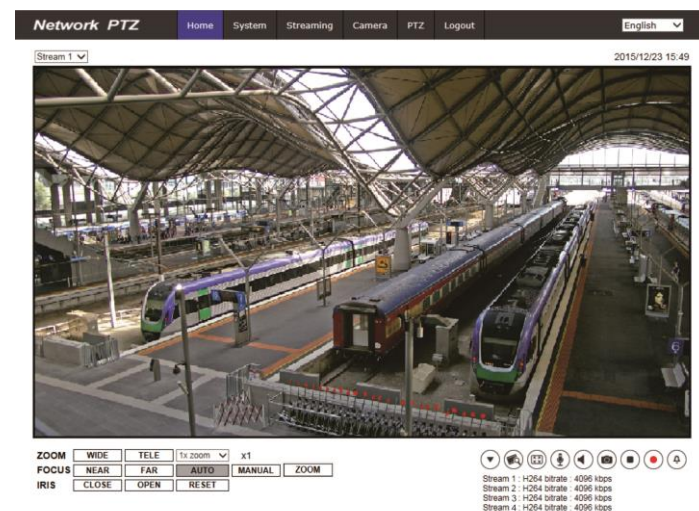 Network PTZ Home System Streaming Camera PTZ Logout English
Stream 1 2015/12/23 15:49
6
ZOOM WIDE TELE 1x zoom x1
FOCUS NEAR FAR AUTO MANUAL ZOOM
IRIS CLOSE OPEN RESET
Stream 1 : H264 bitrate : 4096 kbps
Stream 2 : H264 bitrate : 4096 kbps
Stream 3 : H264 bitrate : 4096 kbps
Stream 4 : H264 bitrate : 4096 kbps